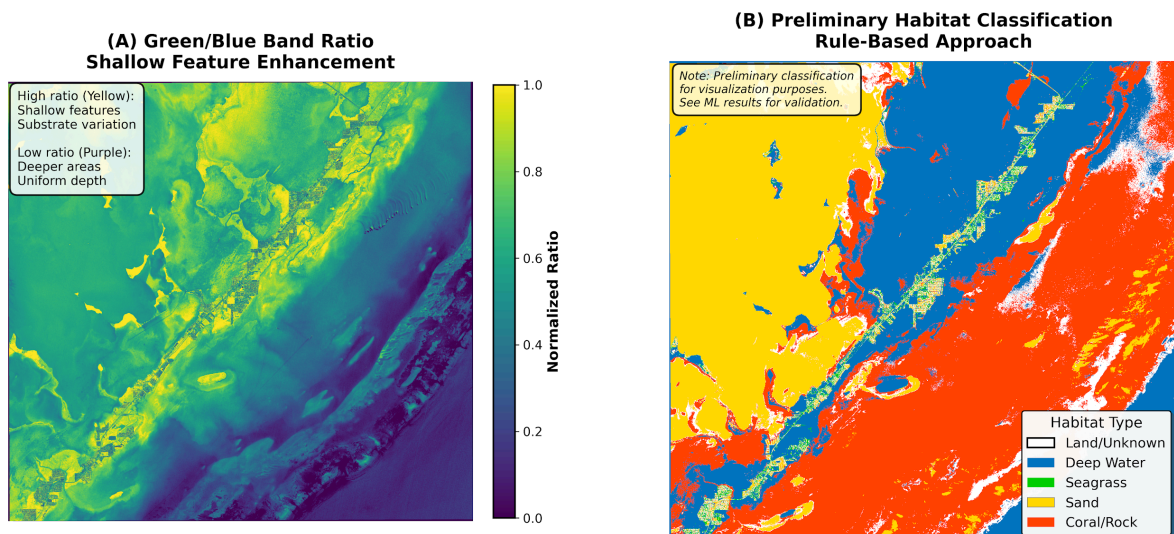 (A) Green/Blue Band Ratio
Shallow Feature Enhancement
High ratio (Yellow):
Shallow features
Substrate variation
Low ratio (Purple):
Deeper areas
Uniform depth
1.0
0.8
0.6
0.4
0.2
0.0
Normalized Ratio
(B) Preliminary Habitat Classification
Rule-Based Approach
Note: Preliminary classification
for visualization purposes.
See ML results for validation.
Habitat Type
Land/Unknown
Deep Water
Seagrass
Sand
Coral/Rock